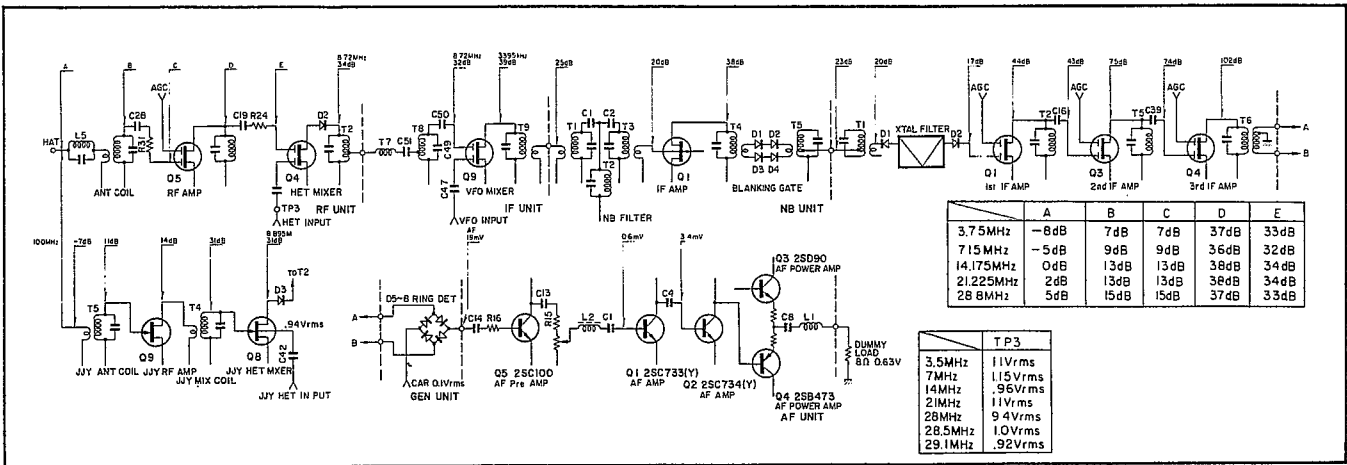 A B C D E
8.72MHz
34dB
8.72MHz
32dB
3395MHz
39dB
25dB
20dB
38dB
23dB
20dB
17dB
44dB
43dB
75dB
74dB
102dB
HAT
L5
C28
R31
AGC
C19 R24
D2
T2
T7 C51
T8
C50
C49
C47
T9
T1
C1 C2
T3
T2
T4
D1 D2
D3 D4
T5
T1
D1
XTAL FILTER
D2
AGC
T2 C16
AGC
T5 C39
AGC
T6
A
B
ANT COIL
Q5
RF AMP
Q4
HET MIXER
TP3
HET INPUT
RF UNIT
Q9
VFO MIXER
VFO INPUT
IF UNIT
NB FILTER
Q1
IF AMP
BLANKING GATE
NB UNIT
Q1
1st IF AMP
Q3
2nd IF AMP
Q4
3rd IF AMP
A B C D E
3.75MHz -8dB 7dB 7dB 37dB 33dB
7.15MHz -5dB 9dB 9dB 36dB 32dB
14.175MHz 0dB 13dB 13dB 38dB 34dB
21.225MHz 2dB 13dB 13dB 38dB 34dB
28.8MHz 5dB 15dB 15dB 37dB 33dB
100MHz
-7dB
11dB
14dB
31dB
8.895M
31dB
TO T2
D3
T5
T4
.94Vrms
C42
Q9
Q8
JJY ANT COIL
JJY RF AMP
JJY MIX COIL
JJY HET MXER
JJY HET IN PUT
AF
19mV
0.6mV
3.4mV
A
B
D5~8 RING DET
C14 R16
C13
R15
L2 C1
C4
Q3 2SD90
AF POWER AMP
C8 L1
DUMMY
LOAD
8Ω 0.63V
CAR 0.1Vrms
GEN UNIT
Q5 2SC100
AF Pre AMP
Q1 2SC733(Y)
AF AMP
Q2 2SC734(Y)
AF AMP
Q4 2SB473
AF POWER AMP
AF UNIT
TP3
3.5MHz 1.1Vrms
7MHz 1.15Vrms
14MHz .96Vrms
21MHz 1.1Vrms
28MHz 94Vrms
28.5MHz 1.0Vrms
29.1MHz .92Vrms